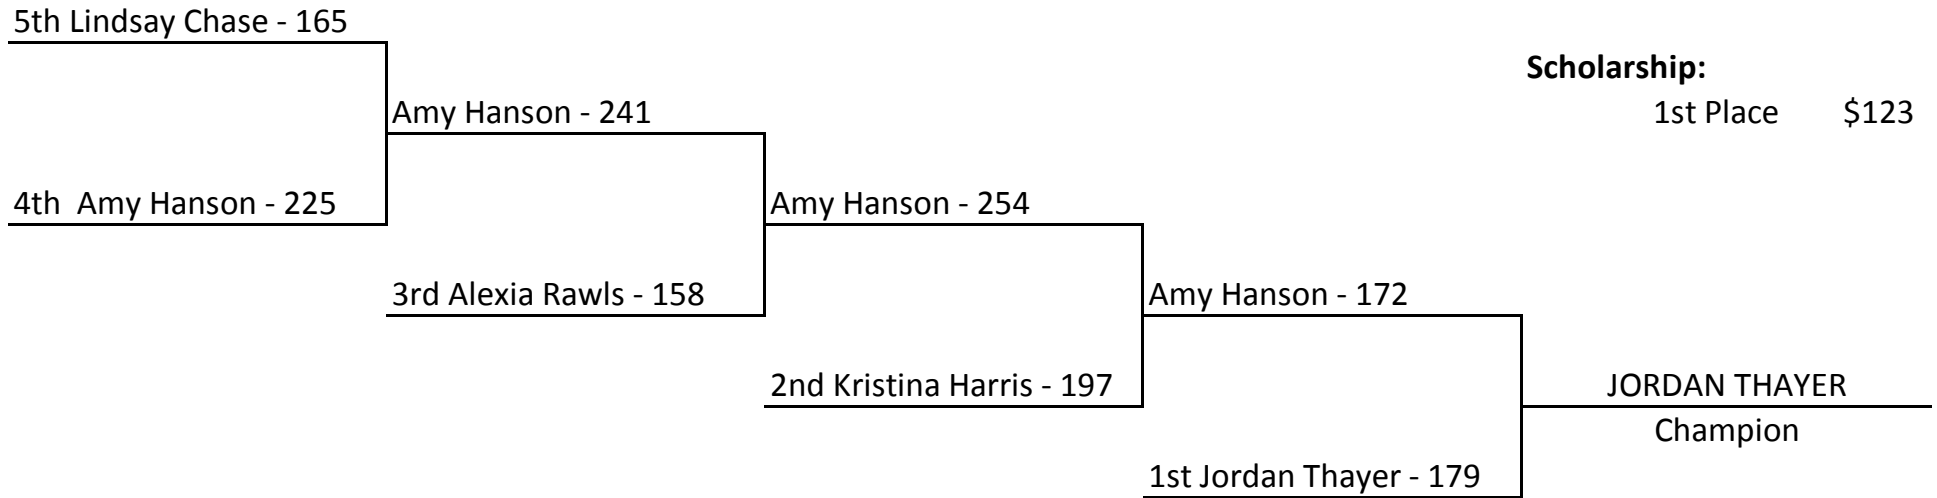 5th Lindsay Chase - 165
Scholarship:
Amy Hanson - 241
1st Place $123
4th Amy Hanson - 225
Amy Hanson - 254
3rd Alexia Rawls - 158
Amy Hanson - 172
2nd Kristina Harris - 197
JORDAN THAYER
Champion
1st Jordan Thayer - 179